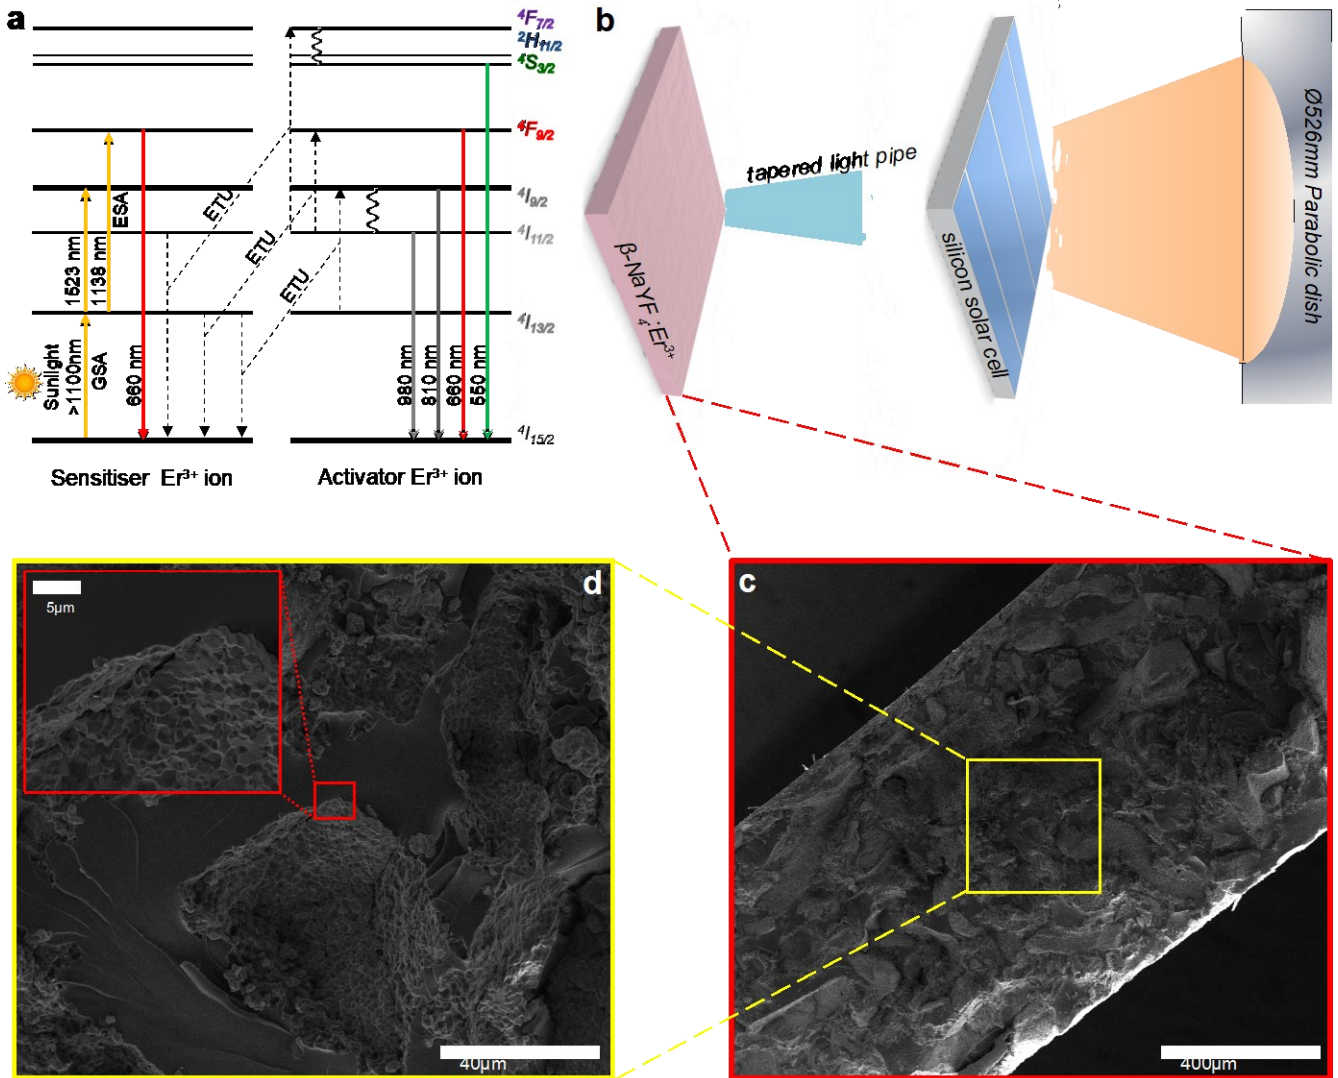 a
⁴F₇/₂
²H₁₁/₂
⁴S₃/₂
⁴F₉/₂
⁴I₉/₂
⁴I₁₁/₂
⁴I₁₃/₂
⁴I₁₅/₂
ETU
ETU
ETU
1523 nm
1138 nm
ESA
Sunlight
>1100nm
GSA
660 nm
980 nm
810 nm
660 nm
550 nm
Sensitiser Er³⁺ ion
Activator Er³⁺ ion
b
β-NaYF₄:Er³⁺
tapered light pipe
silicon solar cell
Ø526mm Parabolic dish
d
5µm
40µm
c
400µm